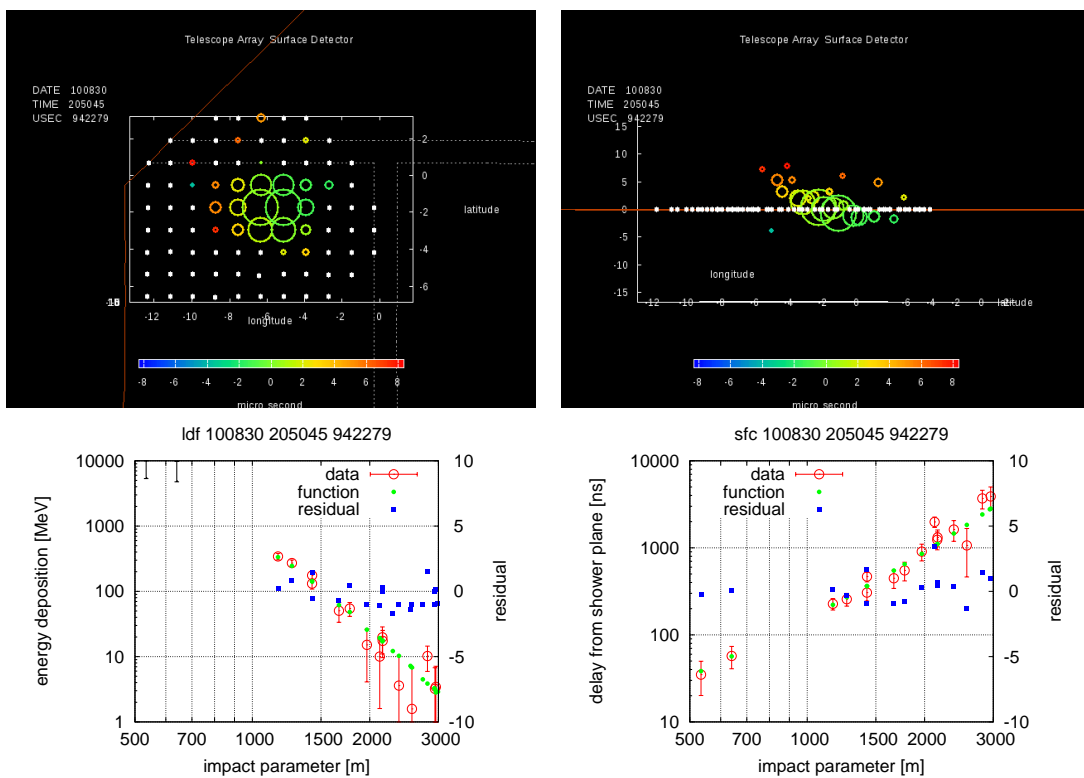 Telescope Array Surface Detector
DATE 100830
TIME 205045
USEC 942279
2
0
-2
-4
-6
latitude
-12 -10 -8 -6 -4 -2 0
longitude
-8 -6 -4 -2 0 2 4 6 8
micro second
Telescope Array Surface Detector
DATE 100830
TIME 205045
USEC 942279
15
10
5
0
-5
-10
-15
longitude
-12 -10 -8 -6 -4 -2 0 -6 -4 -2 0
latitude
-8 -6 -4 -2 0 2 4 6 8
micro second
ldf 100830 205045 942279
data
function
residual
10000
1000
100
10
1
energy deposition [MeV]
10
5
0
-5
-10
residual
500 700 1000 1500 2000 3000
impact parameter [m]
sfc 100830 205045 942279
data
function
residual
10000
1000
100
10
delay from shower plane [ns]
10
5
0
-5
-10
residual
500 700 1000 1500 2000 3000
impact parameter [m]